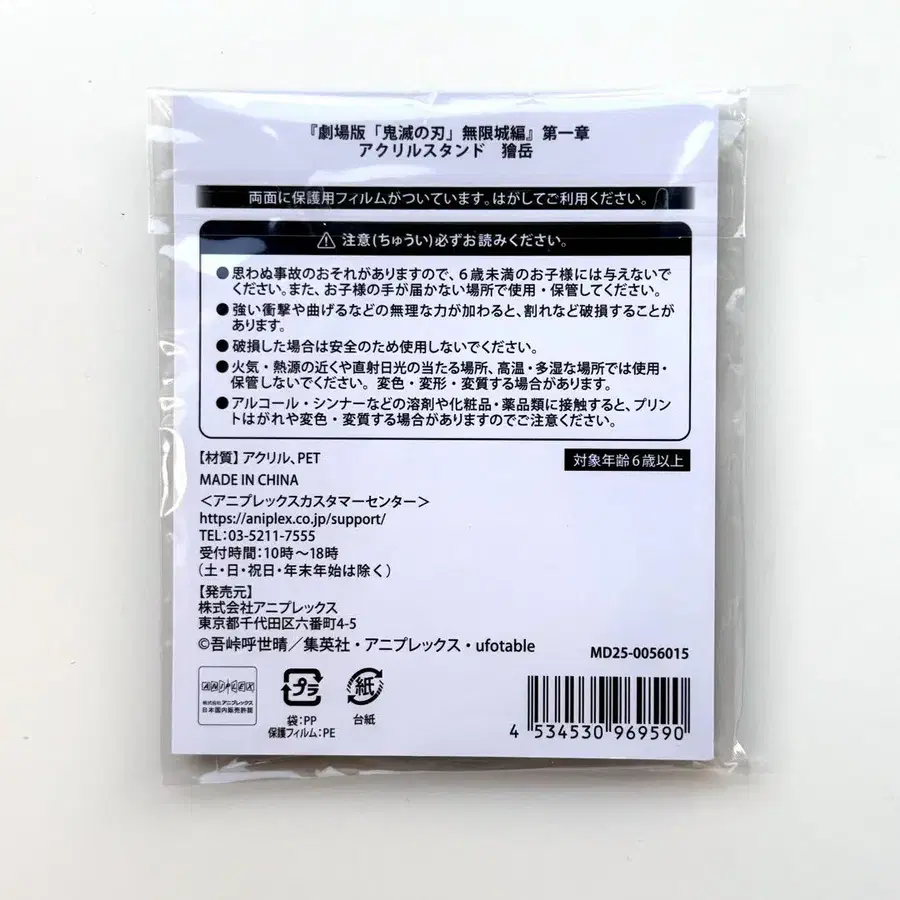 『劇場版「鬼滅の刃」無限城編』第一章
アクリルスタンド　獪岳
両面に保護用フィルムがついています。はがしてご利用ください。
⚠ 注意(ちゅうい)必ずお読みください。
●思わぬ事故のおそれがありますので、６歳未満のお子様には与えないで
ください。また、お子様の手が届かない場所で使用・保管してください。
●強い衝撃や曲げるなどの無理な力が加わると、割れなど破損することが
あります。
●破損した場合は安全のため使用しないでください。
●火気・熱源の近くや直射日光の当たる場所、高温・多湿な場所では使用・
保管しないでください。変色・変形・変質する場合があります。
●アルコール・シンナーなどの溶剤や化粧品・薬品類に接触すると、プリン
トはがれや変色・変質する場合がありますのでご注意ください。
【材質】アクリル、PET
対象年齢６歳以上
MADE IN CHINA
＜アニプレックスカスタマーセンター＞
https://aniplex.co.jp/support/
TEL:03-5211-7555
受付時間:10時～18時
(土・日・祝日・年末年始は除く)
【発売元】
株式会社アニプレックス
東京都千代田区六番町4-5
©吾峠呼世晴／集英社・アニプレックス・ufotable
MD25-0056015
ANIPLEX
株式会社アニプレックス
日本国内販売許諾
プラ
袋:PP
保護フィルム:PE
紙
台紙
4 534530 969590